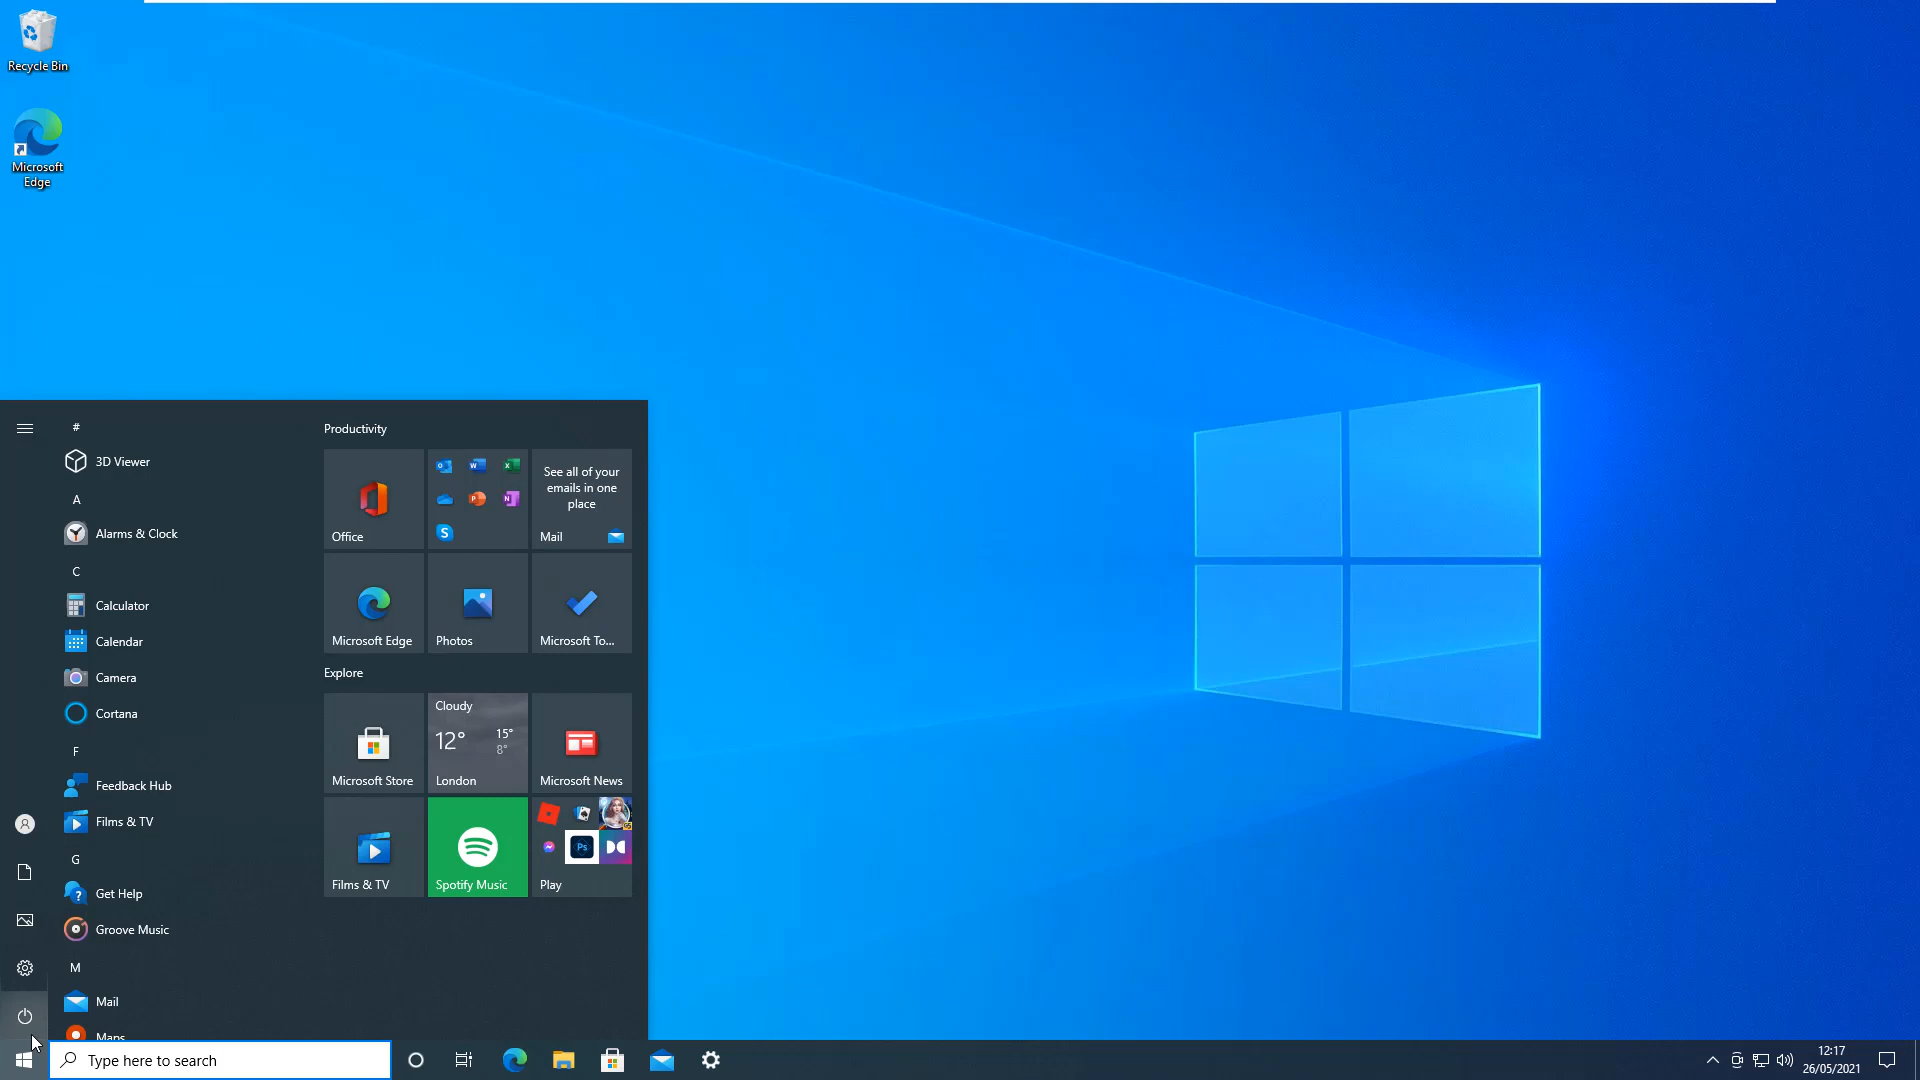 Recycle Bin
Microsoft
Edge
#
3D Viewer
A
Alarms & Clock
C
Calculator
Calendar
Camera
Cortana
F
Feedback Hub
Films & TV
G
Get Help
Groove Music
M
Mail
Maps
Productivity
Office
See all of your
emails in one
place
Mail
Microsoft Edge
Photos
Microsoft To...
Explore
Microsoft Store
Cloudy
12°
15°
8°
London
Microsoft News
Films & TV
Spotify Music
Ps
Play
Type here to search
12:17
26/05/2021